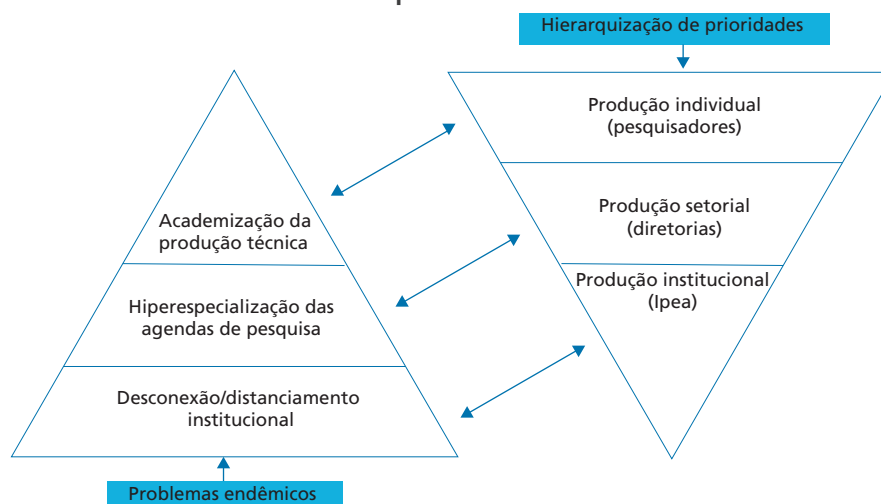 Hierarquização de prioridades
Produção individual
(pesquisadores)
Produção setorial
(diretorias)
Produção institucional
(Ipea)
Academização da
produção técnica
Hiperespecialização das
agendas de pesquisa
Desconexão/distanciamento
institucional
Problemas endêmicos